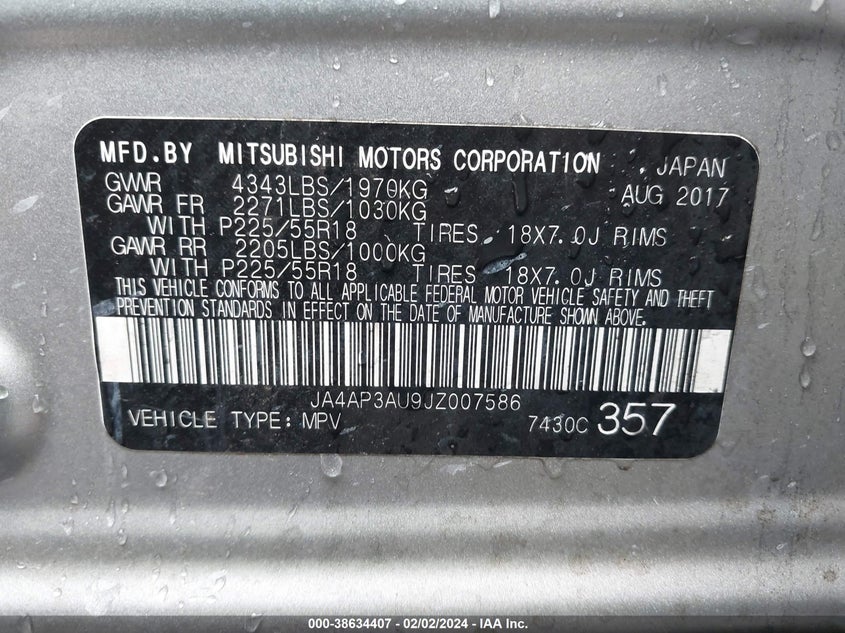 MFD.BY MITSUBISHI MOTORS CORPORATION , JAPAN
GVWR 4343LBS/1970KG AUG 2017
GAWR FR 2271LBS/1030KG
WITH P225/55R18 TIRES 18X7.0J RIMS
GAWR RR 2205LBS/1000KG
WITH P225/55R18 TIRES 18X7.0J RIMS
THIS VEHICLE CONFORMS TO ALL APPLICABLE FEDERAL MOTOR VEHICLE SAFETY AND THEFT
PREVENTION STANDARDS IN EFFECT ON THE DATE OF MANUFACTURE SHOWN ABOVE.
JA4AP3AU9JZ007586
VEHICLE TYPE: MPV 7430C 357
000-38634407 - 02/02/2024 - IAA Inc.